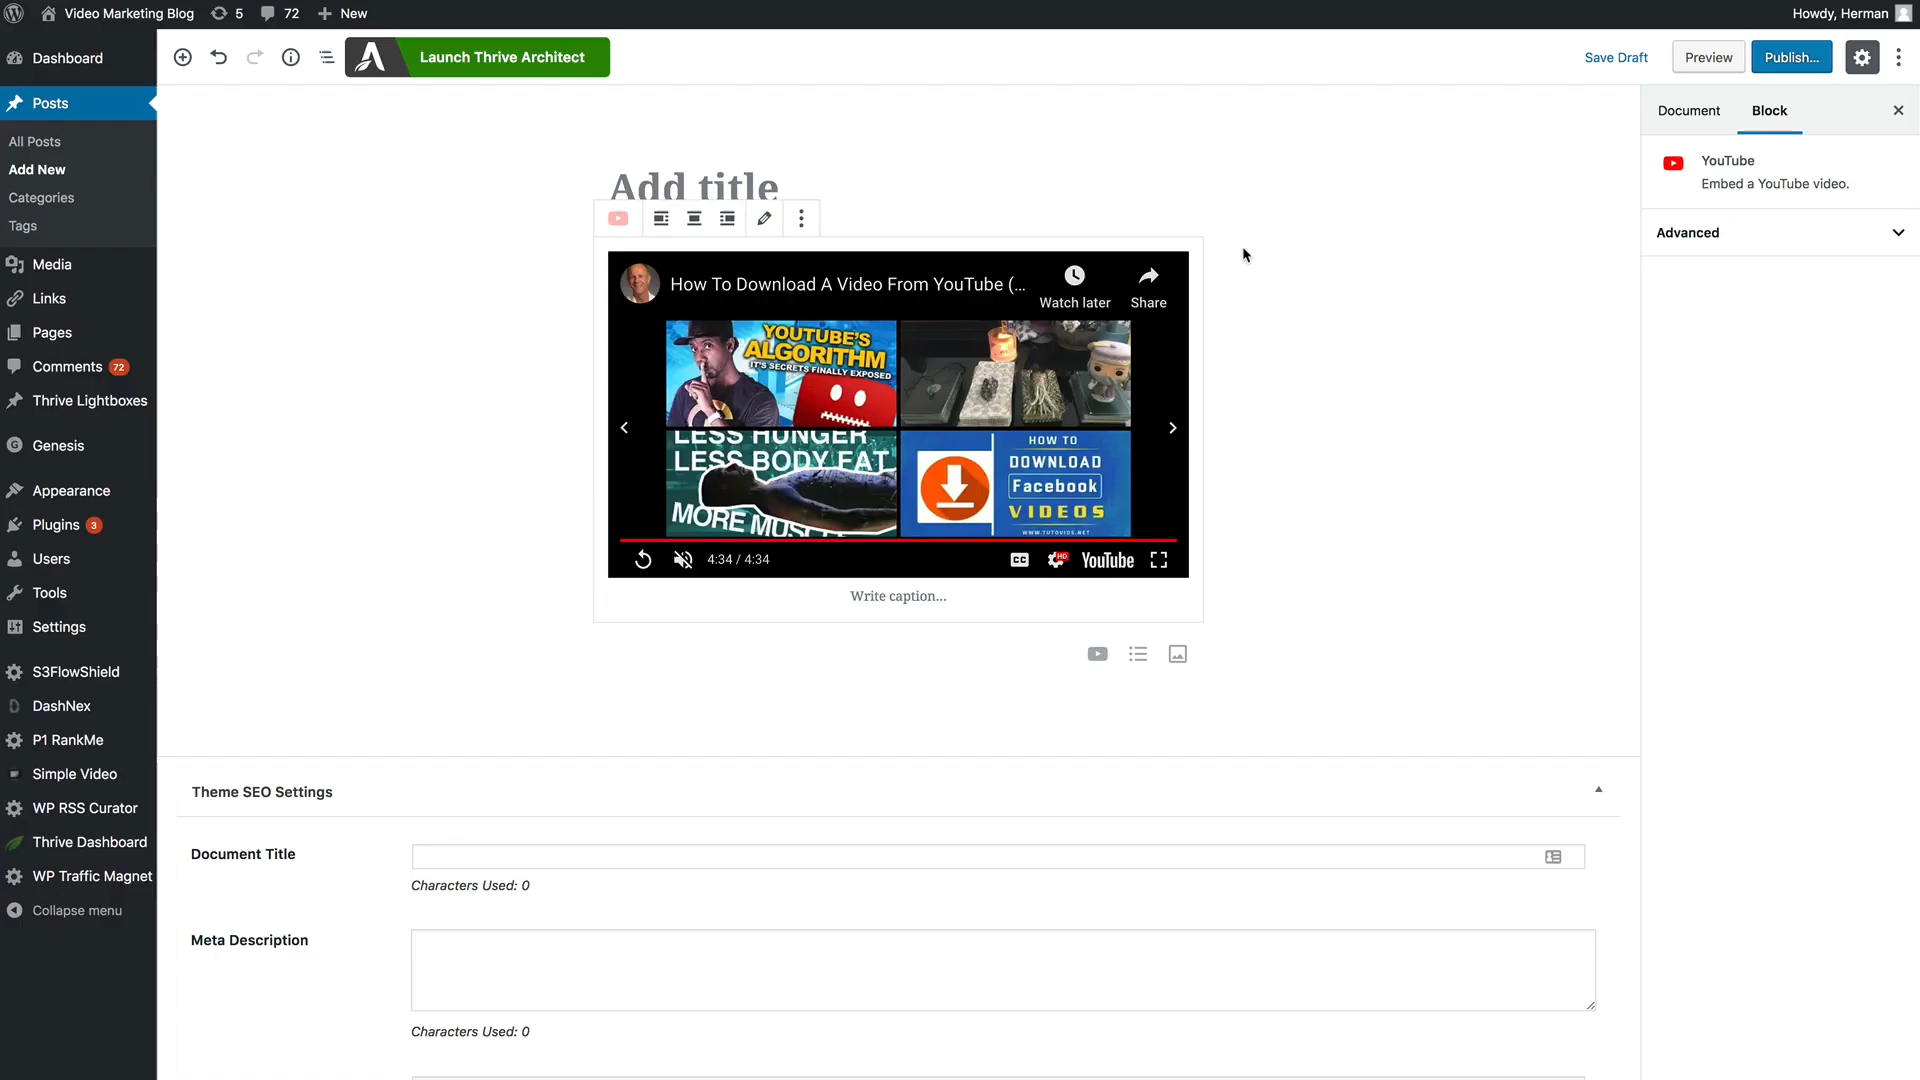 Video Marketing Blog
5
72
New
Howdy, Herman
Dashboard
Launch Thrive Architect
Save Draft
Preview
Publish...
Posts
All Posts
Add New
Categories
Tags
Media
Links
Pages
Comments 72
Thrive Lightboxes
Genesis
Appearance
Plugins 3
Users
Tools
Settings
S3FlowShield
DashNex
P1 RankMe
Simple Video
WP RSS Curator
Thrive Dashboard
WP Traffic Magnet
Collapse menu
Add title
How To Download A Video From YouTube (...
Watch later
Share
YOUTUBE'S
ALGORITHM
IT'S SECRETS FINALLY EXPOSED
LESS HUNGER
LESS BODY FAT
HOW TO
DOWNLOAD
Facebook
VIDEOS
WWW.TUTOVIDS.NET
4:34 / 4:34
CC
HD
YouTube
Write caption...
Theme SEO Settings
Document Title
Characters Used: 0
Meta Description
Characters Used: 0
Document
Block
YouTube
Embed a YouTube video.
Advanced